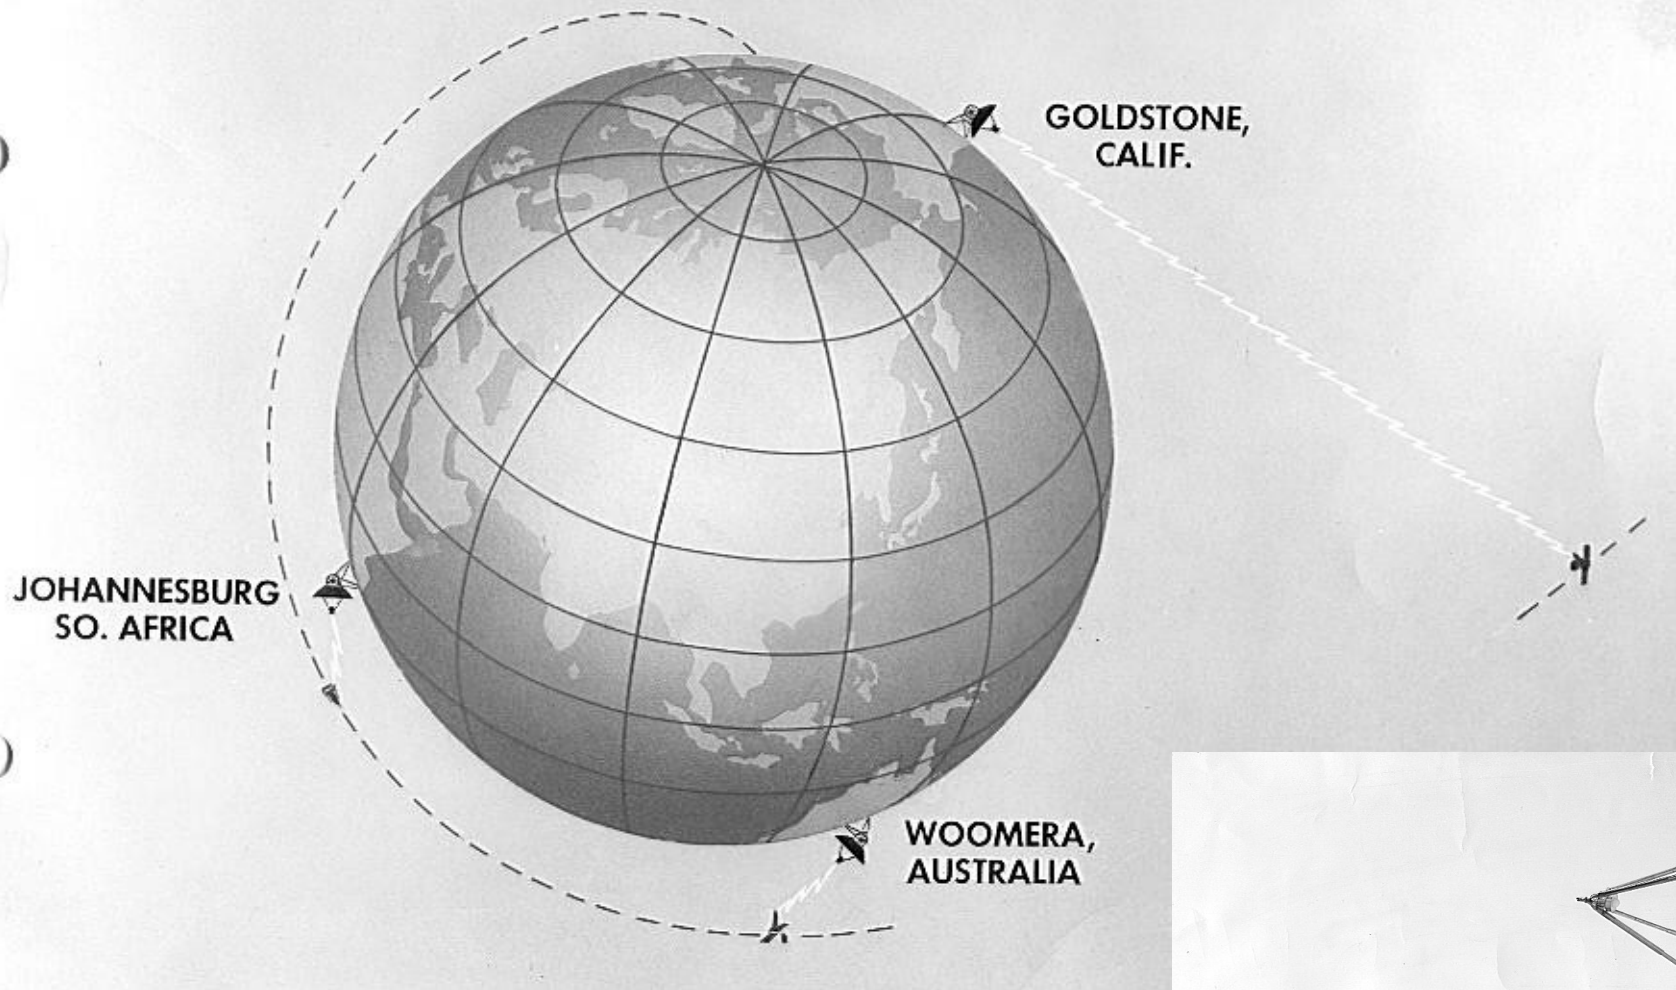 GOLDSTONE,
CALIF.
JOHANNESBURG
SO. AFRICA
WOOMERA,
AUSTRALIA